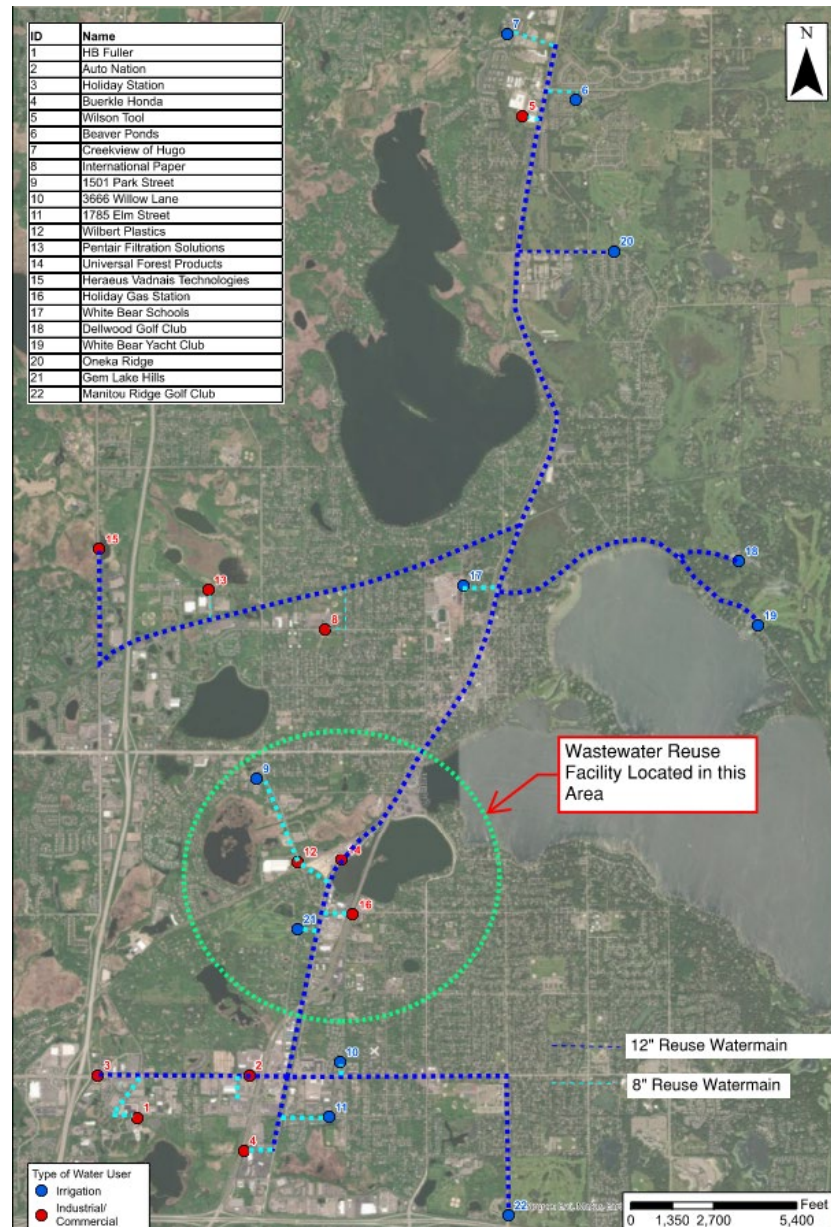 ID Name
1 HB Fuller
2 Auto Nation
3 Holiday Station
4 Buerkle Honda
5 Wilson Tool
6 Beaver Ponds
7 Creekview of Hugo
8 International Paper
9 1501 Park Street
10 3666 Willow Lane
11 1785 Elm Street
12 Wilbert Plastics
13 Pentair Filtration Solutions
14 Universal Forest Products
15 Heraeus Vadnais Technologies
16 Holiday Gas Station
17 White Bear Schools
18 Dellwood Golf Club
19 White Bear Yacht Club
20 Oneka Ridge
21 Gem Lake Hills
22 Manitou Ridge Golf Club
N
7
6
5
20
15
13
17
18
8
19
Wastewater Reuse
Facility Located in this
Area
9
12
14
16
21
10
12" Reuse Watermain
3
2
8" Reuse Watermain
1
11
4
Type of Water User
Irrigation
Industrial/
Commercial
22
Feet
0 1,350 2,700 5,400